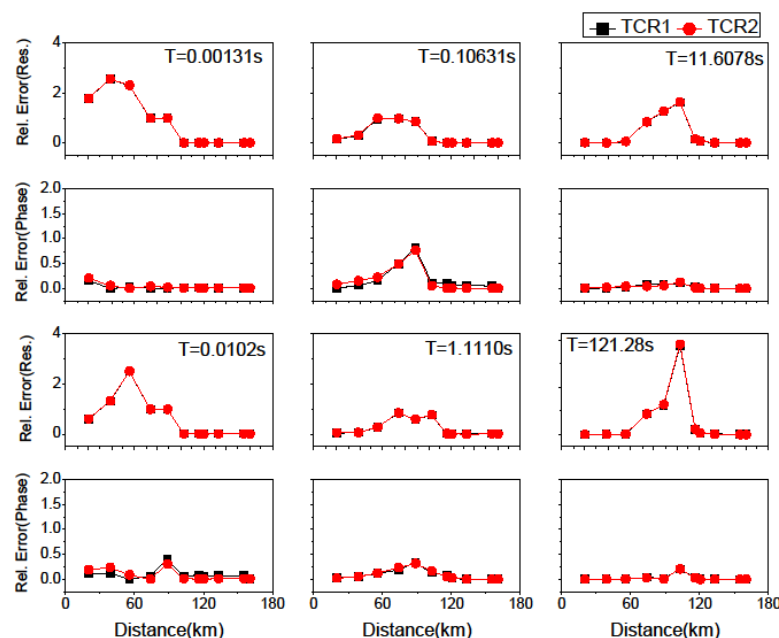 TCR1 TCR2
T=0.00131s T=0.10631s T=11.6078s
Rel. Error(Res.)
4
2
0
Rel. Error(Phase)
2.0
1.5
1.0
0.5
0.0
T=0.0102s T=1.1110s T=121.28s
Rel. Error(Res.)
4
2
0
Rel. Error(Phase)
2.0
1.5
1.0
0.5
0.0
0 60 120 180 0 60 120 180 0 60 120 180
Distance(km) Distance(km) Distance(km)